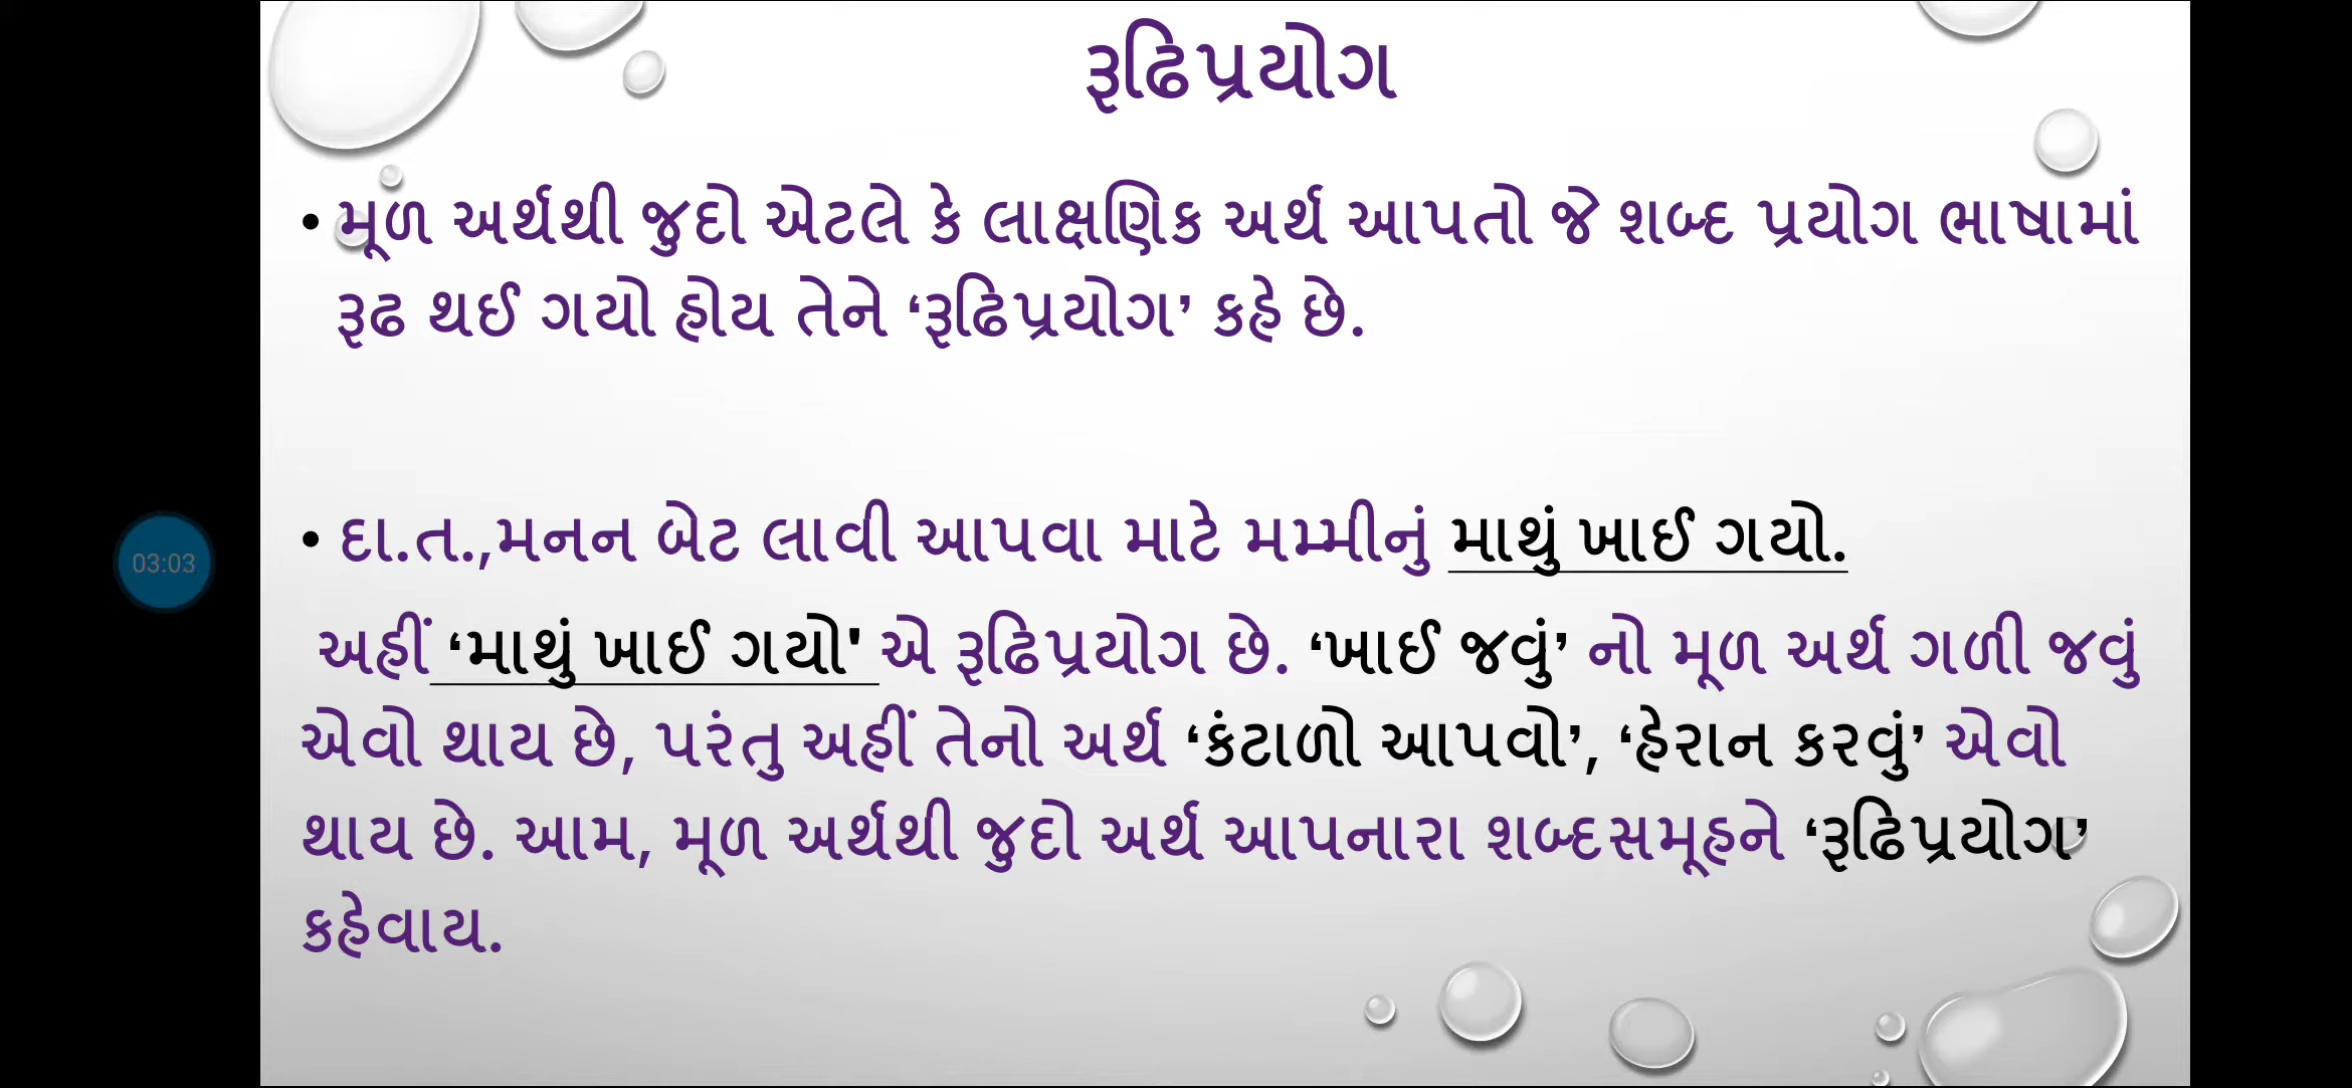 રૂઢિપ્રયોગ
• મૂળ અર્થથી જુદો એટલે કે લાક્ષણિક અર્થ આપતો જે શબ્દ પ્રયોગ ભાષામાં
રૂઢ થઈ ગયો હોય તેને ‘રૂઢિપ્રયોગ’ કહે છે.
• દા.ત.,મનન બેટ લાવી આપવા માટે મમ્મીનું માથું ખાઈ ગયો.
03:03
અહીં ‘માથું ખાઈ ગયો' એ રૂઢિપ્રયોગ છે. ‘ખાઈ જવું’ નો મૂળ અર્થ ગળી જવું
એવો થાય છે, પરંતુ અહીં તેનો અર્થ ‘કંટાળો આપવો’, ‘હેરાન કરવું’ એવો
થાય છે. આમ, મૂળ અર્થથી જુદો અર્થ આપનારા શબ્દસમૂહને ‘રૂઢિપ્રયોગ’
કહેવાય.